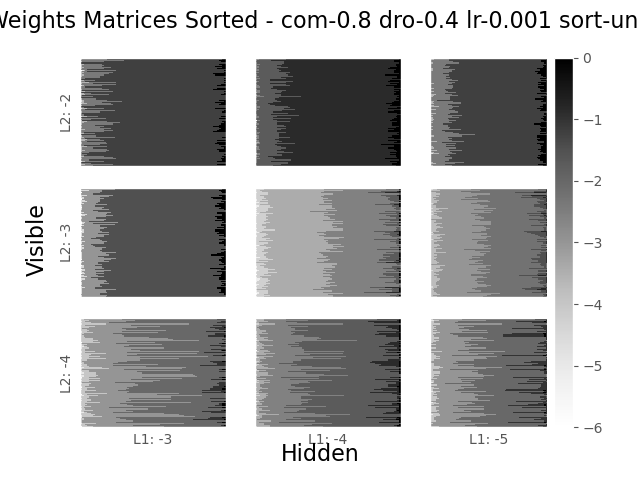 Weights Matrices Sorted - com-0.8 dro-0.4 lr-0.001 sort-un
Visible
L2: -2
L2: -3
L2: -4
0
−1
−2
−3
−4
−5
−6
L1: -3
L1: -4
L1: -5
Hidden